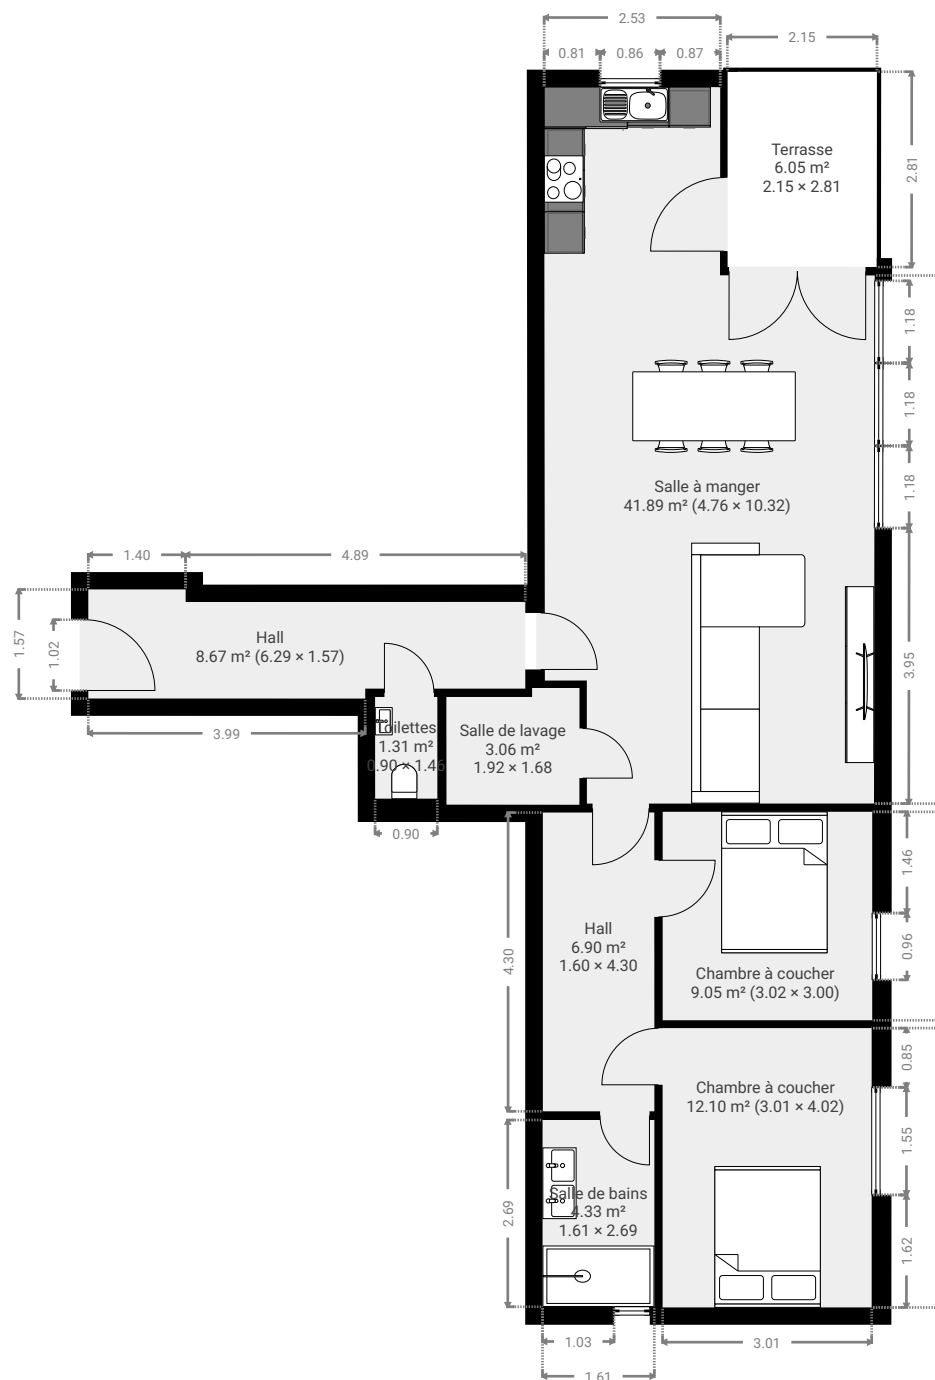 2.53
2.15
0.81
0.86
0.87
Terrasse
6.05 m²
2.15 × 2.81
2.81
1.18
1.18
1.18
Salle à manger
41.89 m² (4.76 × 10.32)
1.40
4.89
1.57
1.02
Hall
8.67 m² (6.29 × 1.57)
3.95
3.99
Toilettes
1.31 m²
0.90 × 1.46
Salle de lavage
3.06 m²
1.92 × 1.68
0.90
4.30
1.46
Hall
6.90 m²
1.60 × 4.30
0.96
Chambre à coucher
9.05 m² (3.02 × 3.00)
0.85
Chambre à coucher
12.10 m² (3.01 × 4.02)
1.55
2.69
Salle de bains
4.33 m²
1.61 × 2.69
1.62
1.03
3.01
1.61